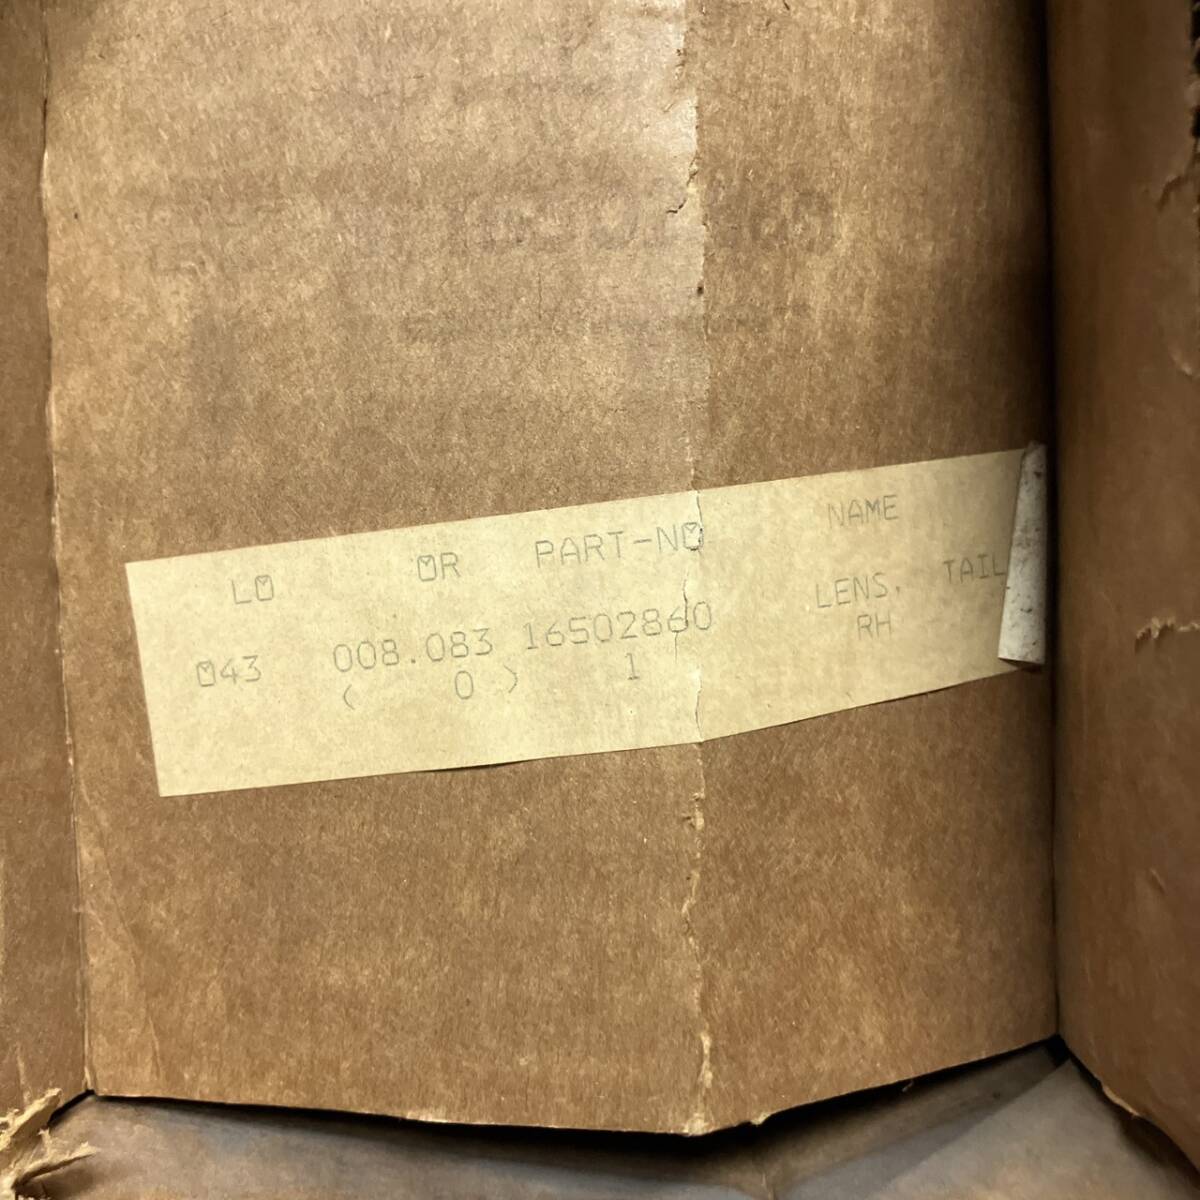 LO OR PART-NO NAME
043 008.083 16502860 LENS, TAIL
( 0 ) 1 RH